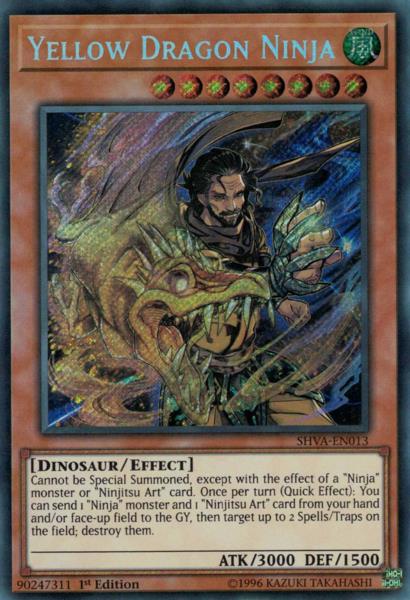 YELLOW DRAGON NINJA
風
SHVA-EN013
[DINOSAUR/EFFECT]
Cannot be Special Summoned, except with the effect of a "Ninja"
monster or "Ninjitsu Art" card. Once per turn (Quick Effect): You
can send 1 "Ninja" monster and 1 "Ninjitsu Art" card from your hand
and/or face-up field to the GY, then target up to 2 Spells/Traps on
the field; destroy them.
ATK/3000 DEF/1500
90247311 1st Edition ©1996 KAZUKI TAKAHASHI